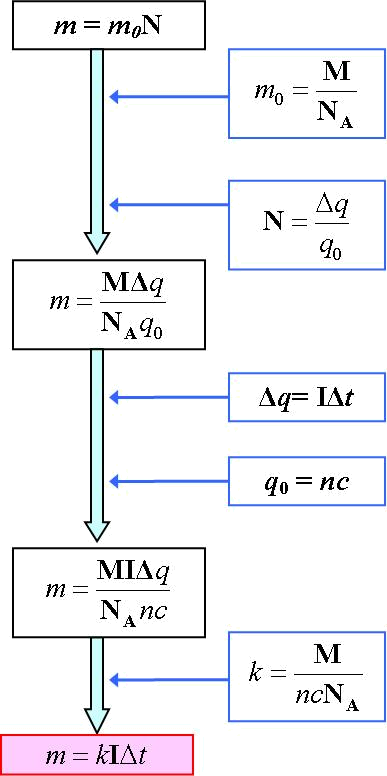 m = m₀N
m₀ = M/N_A
N = Δq/q₀
m = MΔq/N_A q₀
Δq= IΔt
q₀ = nc
m = MIΔq/N_A nc
k = M/ncN_A
m = kIΔt